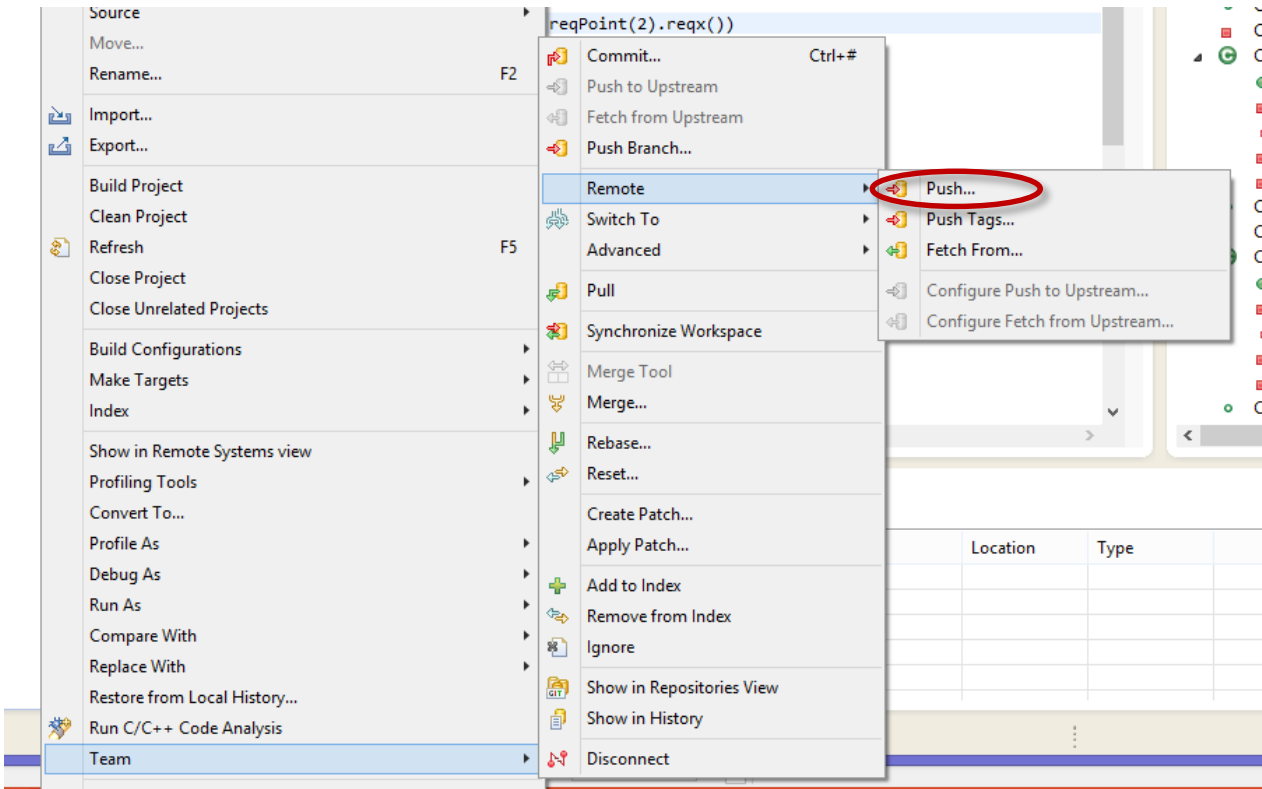 Source
Move...
Rename... F2
Import...
Export...
Build Project
Clean Project
Refresh F5
Close Project
Close Unrelated Projects
Build Configurations
Make Targets
Index
Show in Remote Systems view
Profiling Tools
Convert To...
Profile As
Debug As
Run As
Compare With
Replace With
Restore from Local History...
Run C/C++ Code Analysis
Team
reqPoint(2).reqx())
Commit... Ctrl+#
Push to Upstream
Fetch from Upstream
Push Branch...
Remote
Switch To
Advanced
Pull
Synchronize Workspace
Merge Tool
Merge...
Rebase...
Reset...
Create Patch...
Apply Patch...
Add to Index
Remove from Index
Ignore
GIT Show in Repositories View
Show in History
Disconnect
Push...
Push Tags...
Fetch From...
Configure Push to Upstream...
Configure Fetch from Upstream...
Location Type